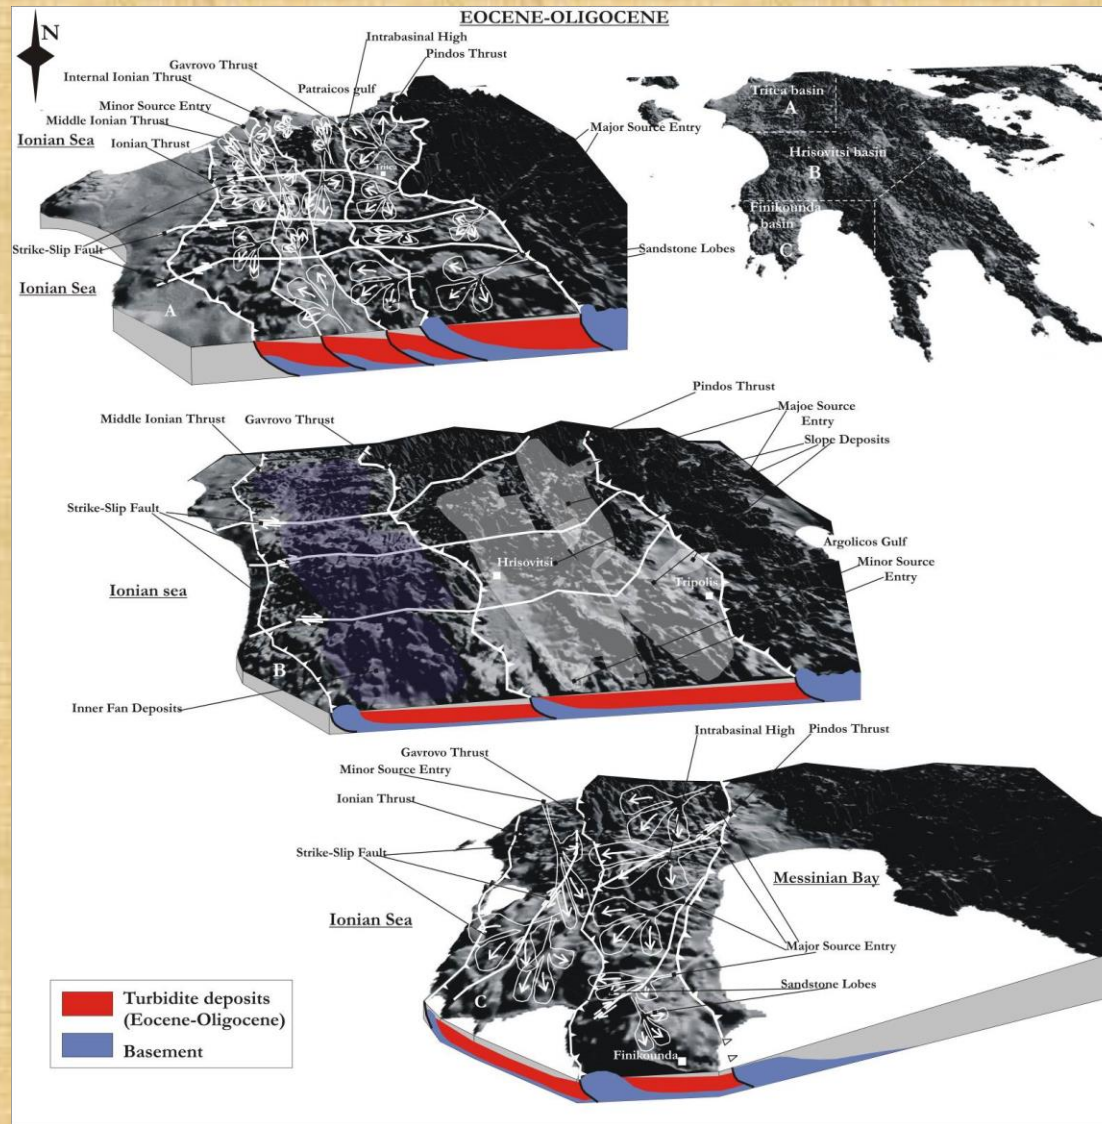 EOCENE-OLIGOCENE
N
Intrabasinal High
Gavrovo Thrust
Pindos Thrust
Internal Ionian Thrust
Patraicos gulf
Minor Source Entry
Middle Ionian Thrust
Ionian Sea
Ionian Thrust
Major Source Entry
Strike-Slip Fault
Sandstone Lobes
Ionian Sea
A
Tritea basin
A
Hrisovitsi basin
B
Finikounda
basin
C
Pindos Thrust
Middle Ionian Thrust
Gavrovo Thrust
Majoe Source
Entry
Slope Deposits
Strike-Slip Fault
Argolicos Gulf
Hrisovitsi
Minor Source
Entry
Tripolis
Ionian sea
B
Inner Fan Deposits
Intrabasinal High
Pindos Thrust
Gavrovo Thrust
Minor Source Entry
Ionian Thrust
Strike-Slip Fault
Messinian Bay
Ionian Sea
Major Source Entry
Sandstone Lobes
C
Finikounda
Turbidite deposits
(Eocene-Oligocene)
Basement